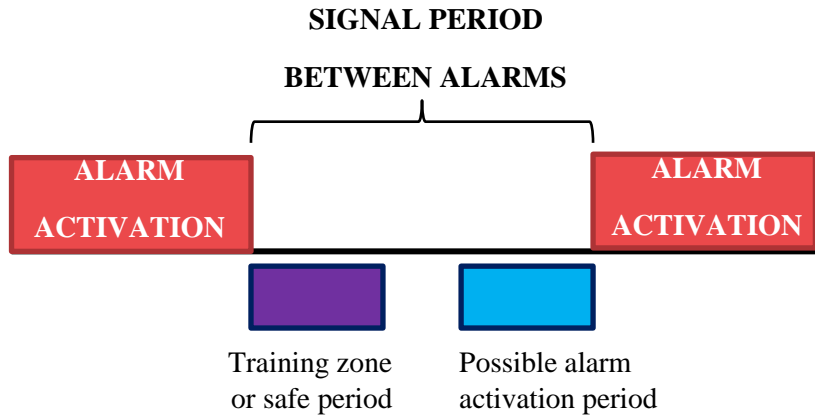 SIGNAL PERIOD
BETWEEN ALARMS
ALARM
ACTIVATION
ALARM
ACTIVATION
Training zone
or safe period
Possible alarm
activation period